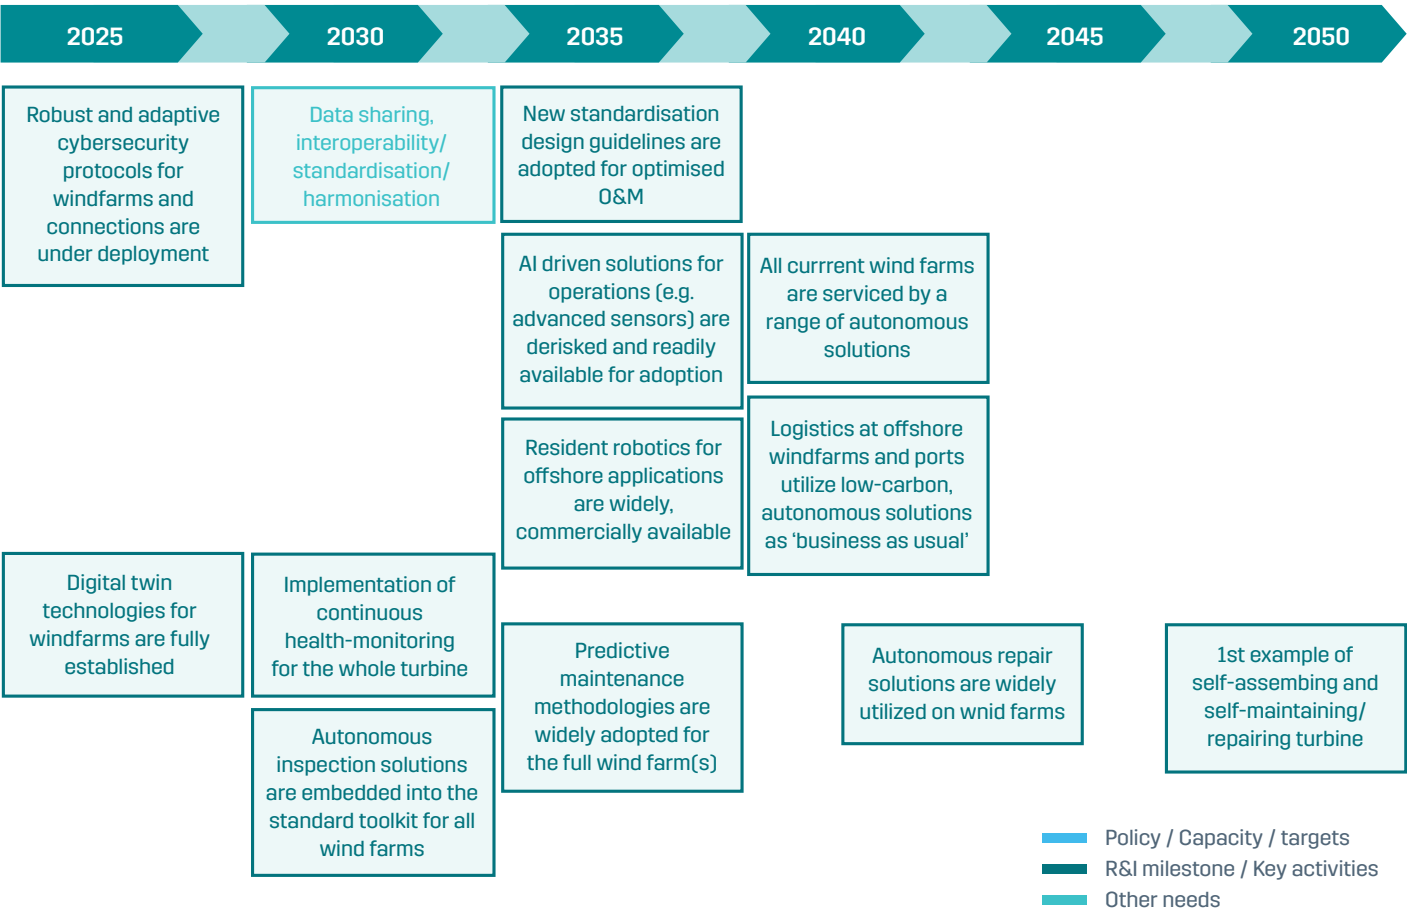 2025
2030
2035
2040
2045
2050
Robust and adaptive
cybersecurity
protocols for
windfarms and
connections are
under deployment
Data sharing,
interoperability/
standardisation/
harmonisation
New standardisation
design guidelines are
adopted for optimised
O&M
AI driven solutions for
operations (e.g.
advanced sensors) are
derisked and readily
available for adoption
All currrent wind farms
are serviced by a
range of autonomous
solutions
Resident robotics for
offshore applications
are widely,
commercially available
Logistics at offshore
windfarms and ports
utilize low-carbon,
autonomous solutions
as ‘business as usual’
Digital twin
technologies for
windfarms are fully
established
Implementation of
continuous
health-monitoring
for the whole turbine
Predictive
maintenance
methodologies are
widely adopted for
the full wind farm(s)
Autonomous repair
solutions are widely
utilized on wnid farms
1st example of
self-assembing and
self-maintaining/
repairing turbine
Autonomous
inspection solutions
are embedded into the
standard toolkit for all
wind farms
Policy / Capacity / targets
R&I milestone / Key activities
Other needs